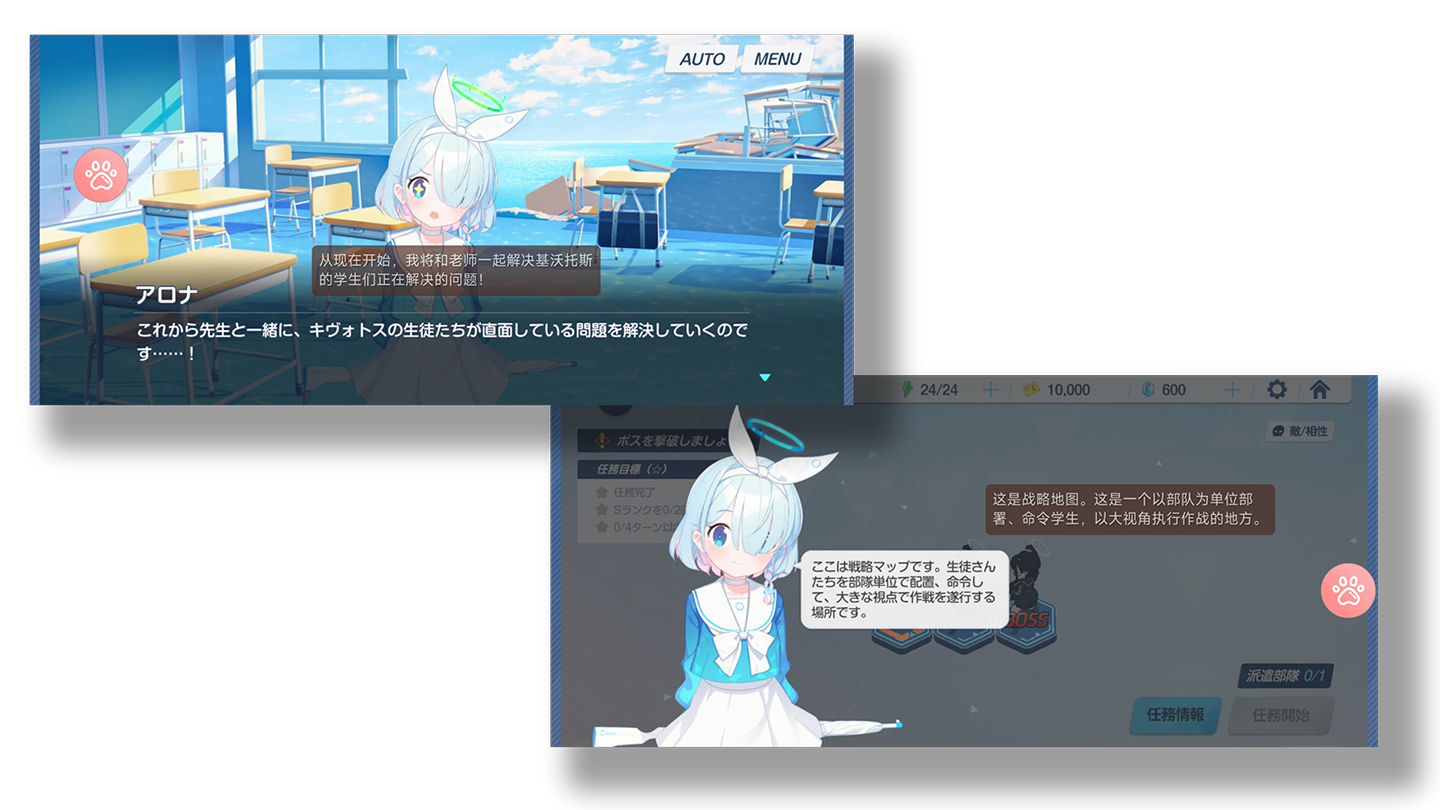 AUTO
MENU
从现在开始，我将和老师一起解决基沃托斯
的学生们正在解决的问题！
アロナ
これから先生と一緒に、キヴォトスの生徒たちが直面している問題を解決していくので
す……！
24/24
10,000
600
敵/相性
ボスを撃破しましょ
任務目標（☆）
任務完了
Sランクを0/2
0/4ターンに
这是战略地图。这是一个以部队为单位部
署、命令学生，以大视角执行作战的地方。
ここは戦略マップです。生徒さん
たちを部隊単位で配置、命令し
て、大きな視点で作戦を遂行する
場所です。
BOSS
派遣部隊 0/1
任務情報
任務開始